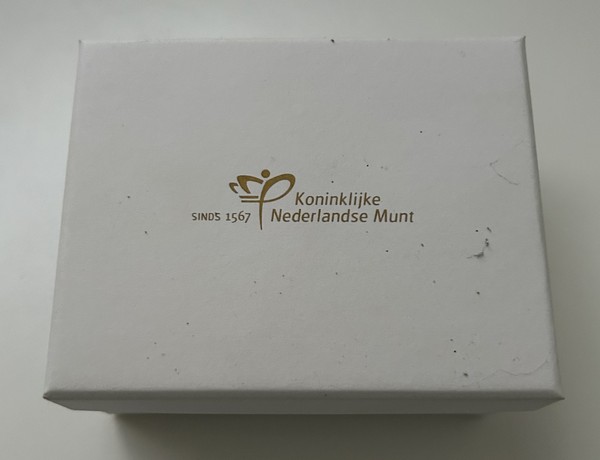 Koninklijke
SINDS 1567 Nederlandse Munt